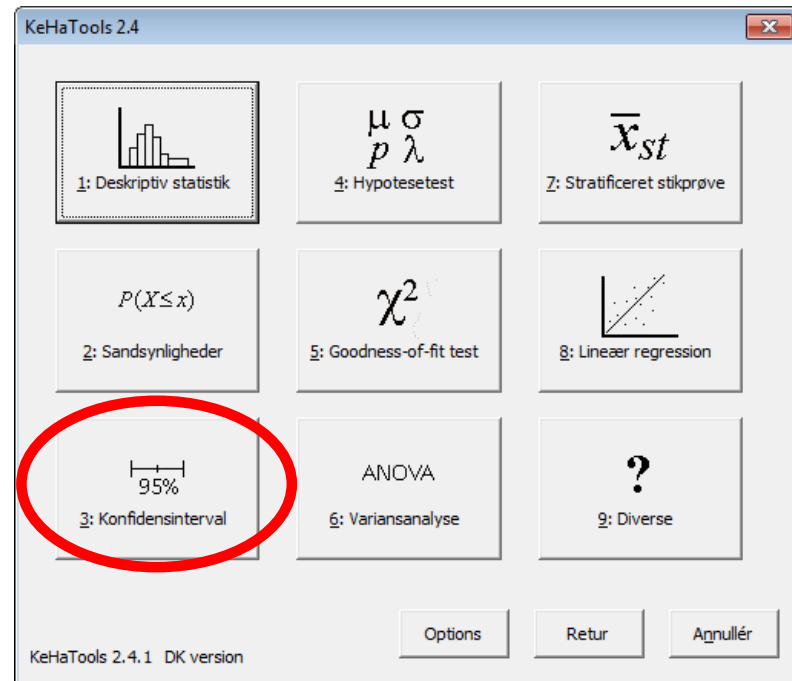 KeHaTools 2.4
1: Deskriptiv statistik
μ σ
p λ
4: Hypotesetest
x̅st
7: Stratificeret stikprøve
P(X≤x)
2: Sandsynligheder
χ2
5: Goodness-of-fit test
8: Lineær regression
95%
3: Konfidensinterval
ANOVA
6: Variansanalyse
?
9: Diverse
Options
Retur
Annullér
KeHaTools 2.4.1 DK version